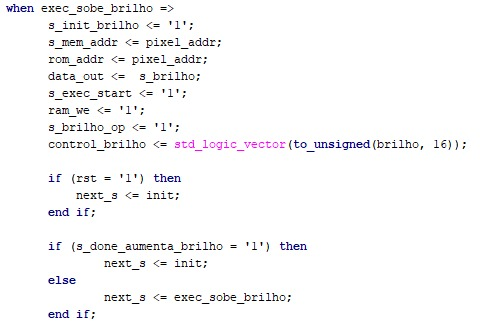 when exec_sobe_brilho =>
s_init_brilho <= '1';
s_mem_addr <= pixel_addr;
rom_addr <= pixel_addr;
data_out <=  s_brilho;
s_exec_start <= '1';
ram_we <= '1';
s_brilho_op <= '1';
control_brilho <= std_logic_vector(to_unsigned(brilho, 16));
if (rst = '1') then
next_s <= init;
end if;
if (s_done_aumenta_brilho = '1') then
next_s <= init;
else
next_s <= exec_sobe_brilho;
end if;